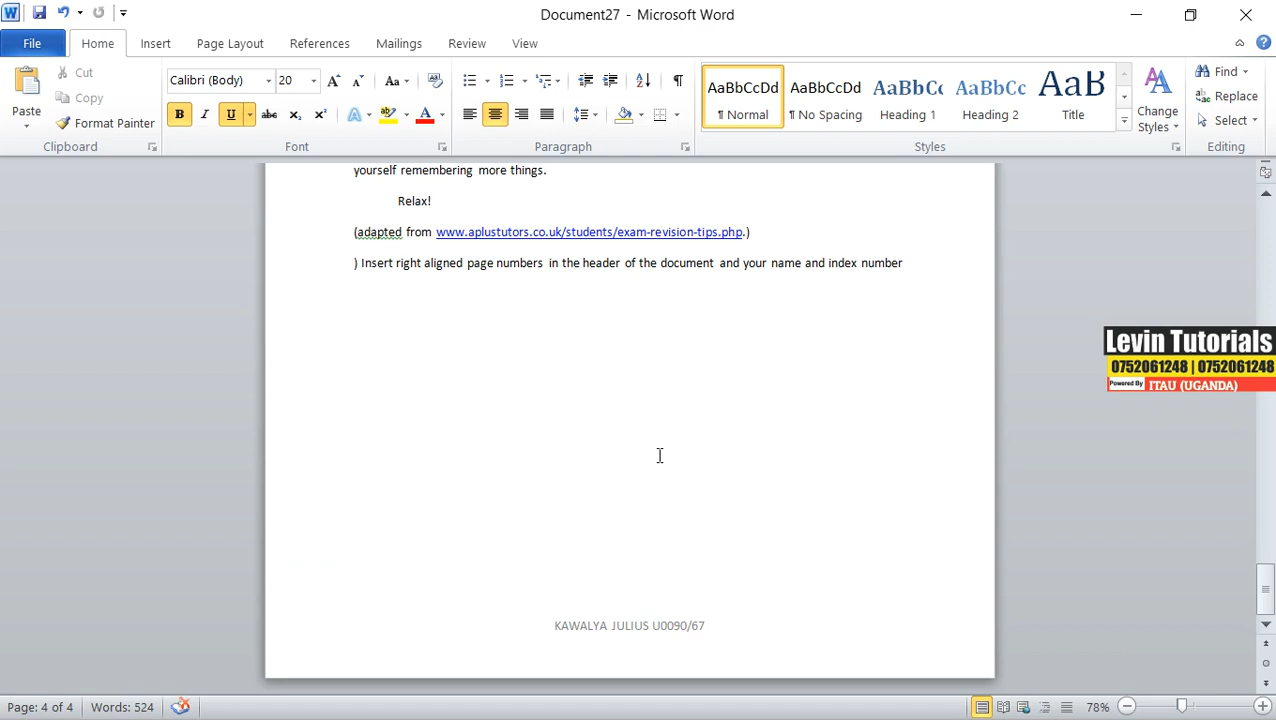 Document27 - Microsoft Word
File Home Insert Page Layout References Mailings Review View
Cut
Copy
Format Painter
Paste
Clipboard
Calibri (Body) 20
Font
Paragraph
AaBbCcDd AaBbCcDd AaBbCc AaBbCc AaB
¶ Normal ¶ No Spacing Heading 1 Heading 2 Title
Change Styles
Styles
Find
Replace
Select
Editing
yourself remembering more things.
Relax!
(adapted from www.aplustutors.co.uk/students/exam-revision-tips.php.)
) Insert right aligned page numbers in the header of the document and your name and index number
Levin Tutorials
0752061248 | 0752061248
Powered By ITAU (UGANDA)
KAWALYA JULIUS U0090/67
Page: 4 of 4 Words: 524 78%